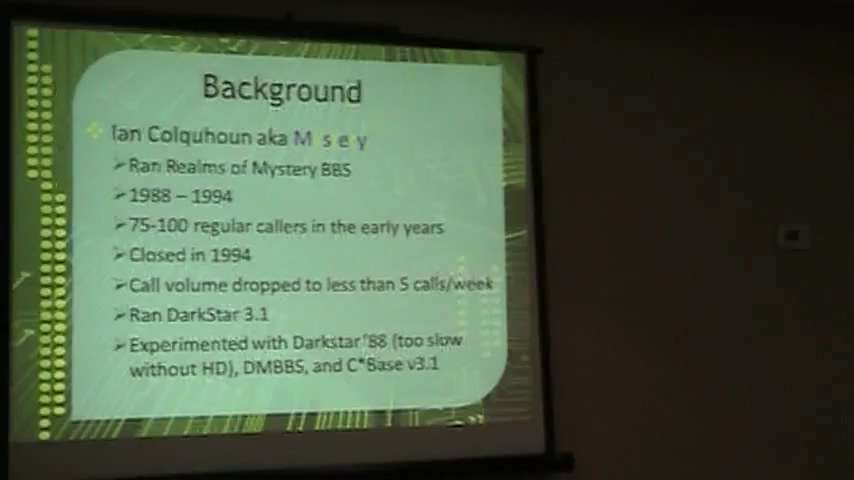 Background
Ian Colquhoun aka M s e y
Ran Realms of Mystery BBS
1988 – 1994
75-100 regular callers in the early years
Closed in 1994
Call volume dropped to less than 5 calls/week
Ran DarkStar 3.1
Experimented with Darkstar '88 (too slow
without HD), DMBBS, and C*Base v3.1